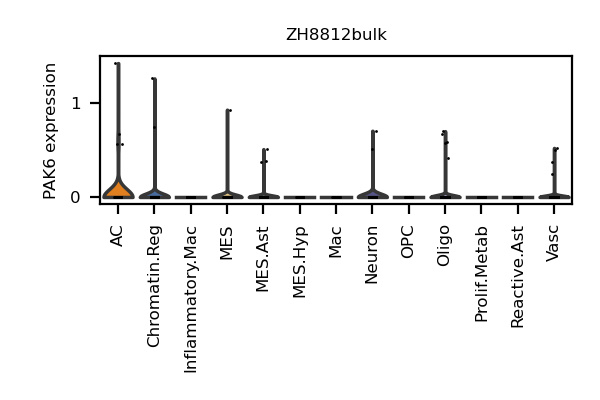 ZH8812bulk
PAK6 expression
1
0
AC
Chromatin.Reg
Inflammatory.Mac
MES
MES.Ast
MES.Hyp
Mac
Neuron
OPC
Oligo
Prolif.Metab
Reactive.Ast
Vasc